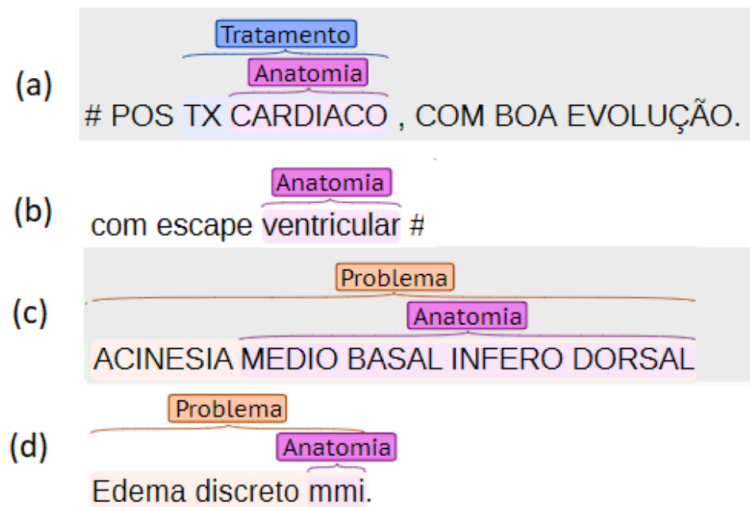 Tratamento
Anatomia
(a)
# POS TX CARDIACO , COM BOA EVOLUÇÃO.
Anatomia
(b)
com escape ventricular #
Problema
(c)
Anatomia
ACINESIA MEDIO BASAL INFERO DORSAL
Problema
(d)
Anatomia
Edema discreto mmi.